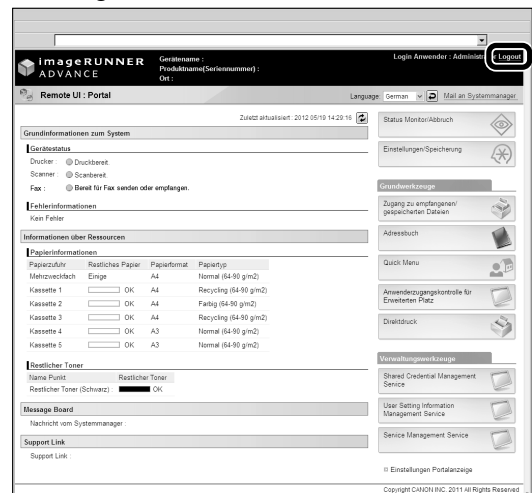 imageRUNNER
ADVANCE
Gerätename :
Produktname(Seriennummer) :
Ort :
Login Anwender : Administrator Logout
Remote UI : Portal
Language: German
Mail an Systemmanager
Zuletzt aktualisiert : 2012 05/19 14:29:16
Grundinformationen zum System
Gerätestatus
Drucker : Druckbereit.
Scanner : Scanbereit.
Fax : Bereit für Fax senden oder empfangen.
Fehlerinformationen
Kein Fehler
Informationen über Ressourcen
Papierinformationen
Papierzufuhr Restliches Papier Papierformat Papiertyp
Mehrzweckfach Einige A4 Normal (64-90 g/m2)
Kassette 1 OK A4 Recycling (64-90 g/m2)
Kassette 2 OK A4 Farbig (64-90 g/m2)
Kassette 3 OK A4 Recycling (64-90 g/m2)
Kassette 4 OK A3 Normal (64-90 g/m2)
Kassette 5 OK A3 Normal (64-90 g/m2)
Restlicher Toner
Name Punkt Restlicher Toner
Restlicher Toner (Schwarz) : OK
Message Board
Nachricht vom Systemmanager :
Support Link
Support Link :
Status Monitor/Abbruch
Einstellungen/Speicherung
Grundwerkzeuge
Zugang zu empfangenen/
gespeicherten Dateien
Adressbuch
Quick Menu
Anwenderzugangskontrolle für
Erweiterten Platz
Direktdruck
Verwaltungswerkzeuge
Shared Credential Management
Service
User Setting Information
Management Service
Service Management Service
Einstellungen Portalanzeige
Copyright CANON INC. 2011 All Rights Reserved